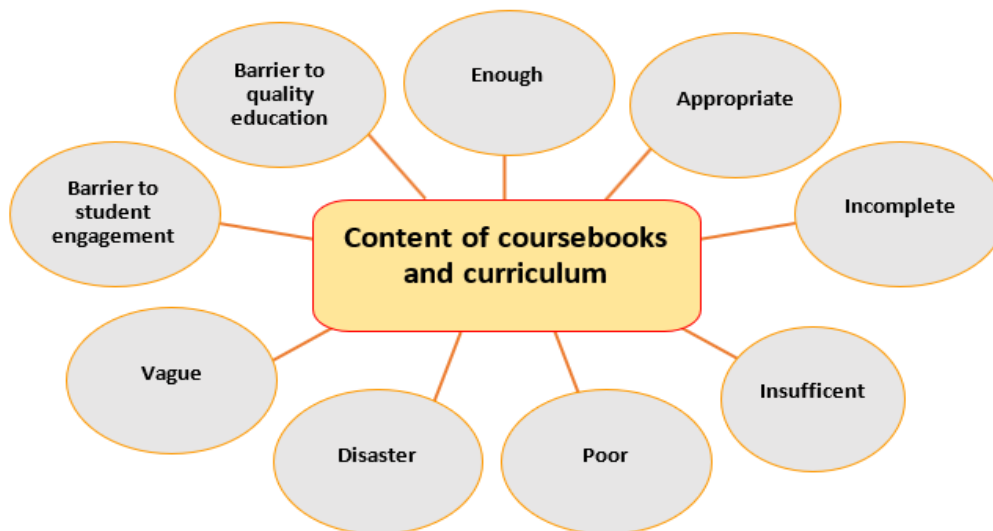 Content of coursebooks
and curriculum
Enough
Appropriate
Incomplete
Insufficent
Poor
Disaster
Vague
Barrier to
student
engagement
Barrier to
quality
education